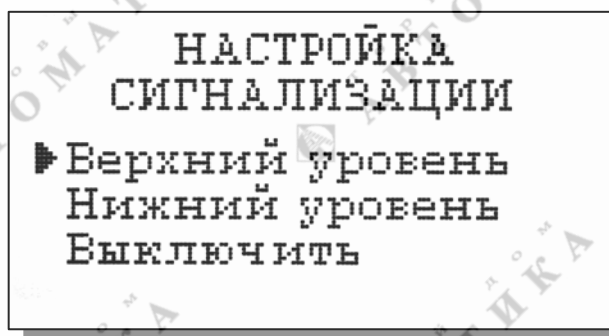 НАСТРОЙКА
СИГНАЛИЗАЦИИ
Верхний уровень
Нижний уровень
Выключить